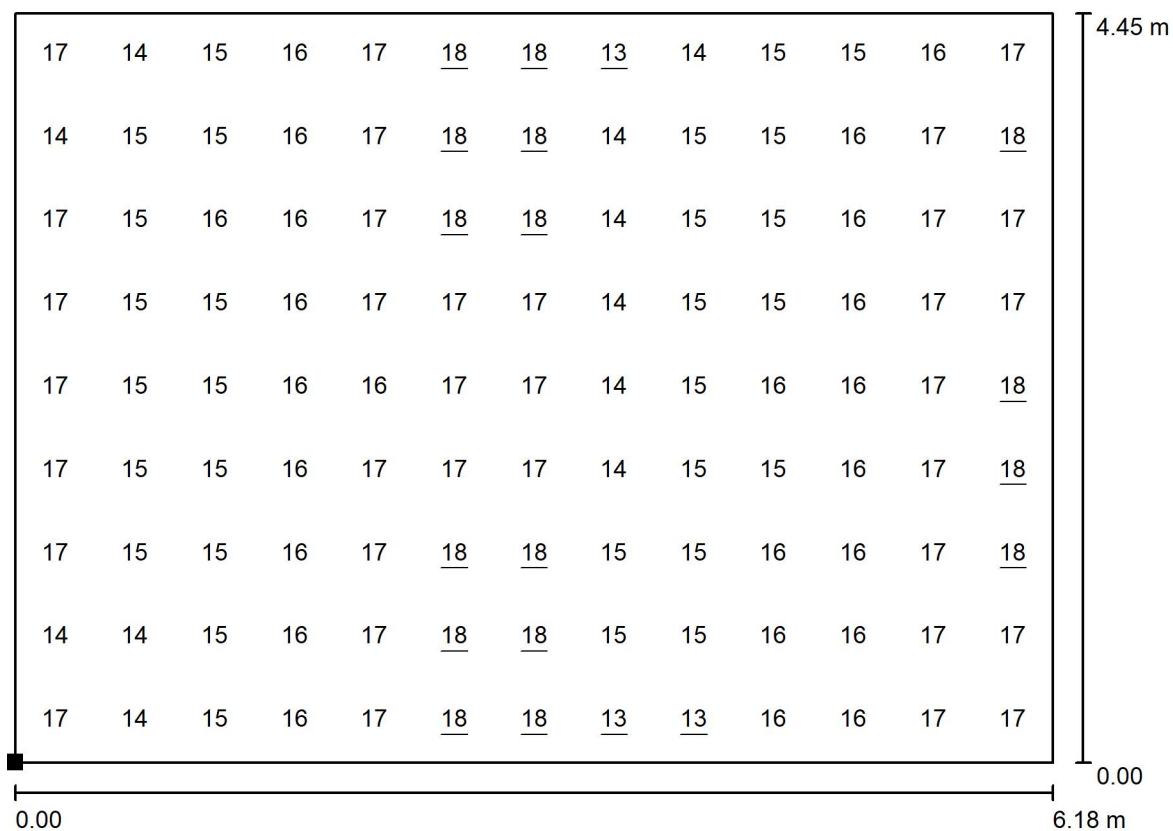 17 14 15 16 17 18 18 13 14 15 15 16 17
4.45 m
14 15 15 16 17 18 18 14 15 15 16 17 18
17 15 16 16 17 18 18 14 15 15 16 17 17
17 15 15 16 17 17 17 14 15 15 16 17 17
17 15 15 16 16 17 17 14 15 16 16 17 18
17 15 15 16 17 17 17 14 15 15 16 17 18
17 15 15 16 17 18 18 15 15 16 16 17 18
14 14 15 16 17 18 18 15 15 16 16 17 17
17 14 15 16 17 18 18 13 13 16 16 17 17
0.00
0.00 6.18 m